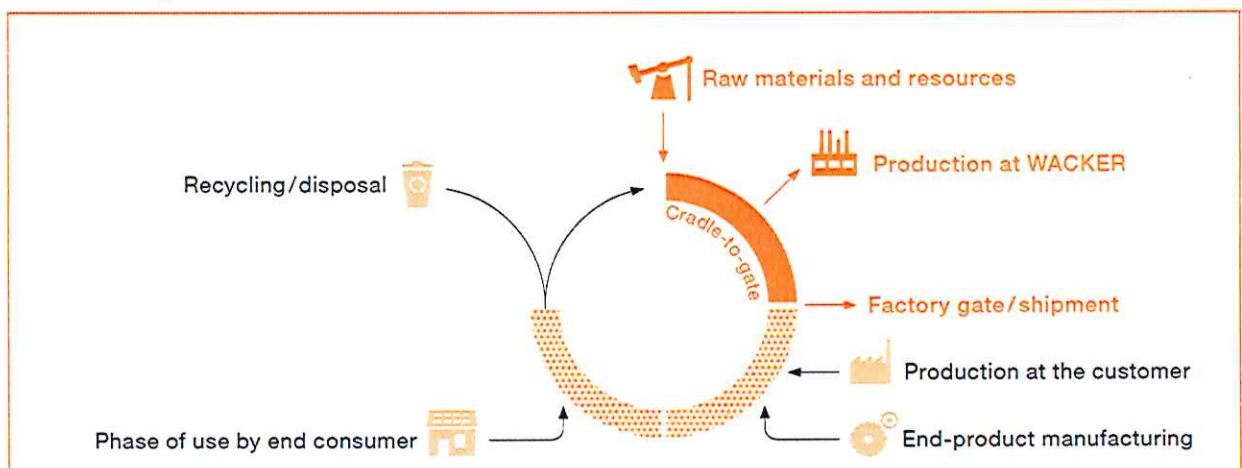 Raw materials and resources
Production at WACKER
Recycling/disposal
Cradle-to-gate
Factory gate/shipment
Production at the customer
Phase of use by end consumer
End-product manufacturing